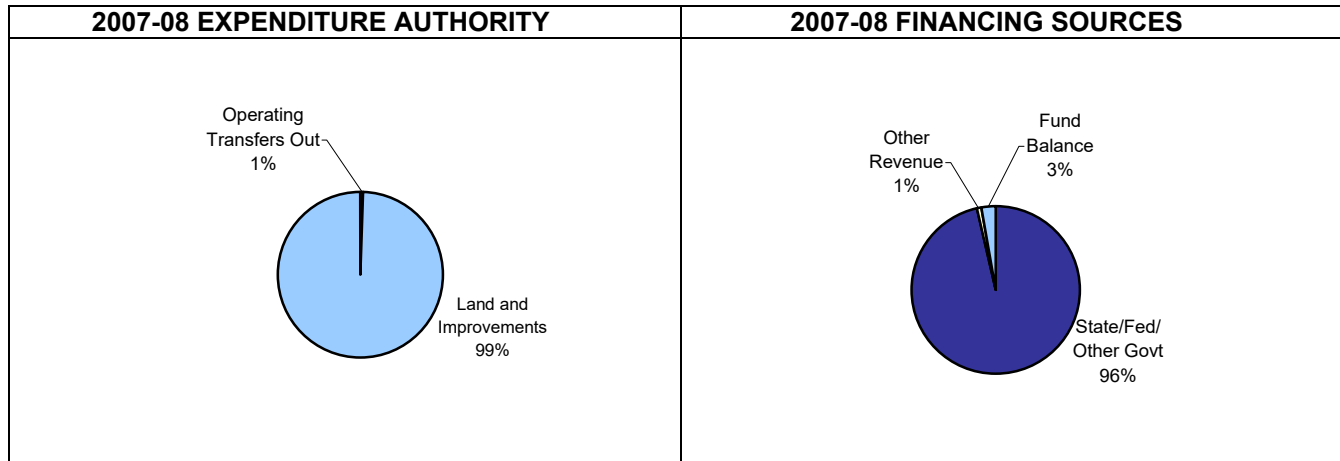 2007-08 EXPENDITURE AUTHORITY
Operating
Transfers Out
1%
Land and
Improvements
99%
2007-08 FINANCING SOURCES
Other
Revenue
1%
Fund
Balance
3%
State/Fed/
Other Govt
96%